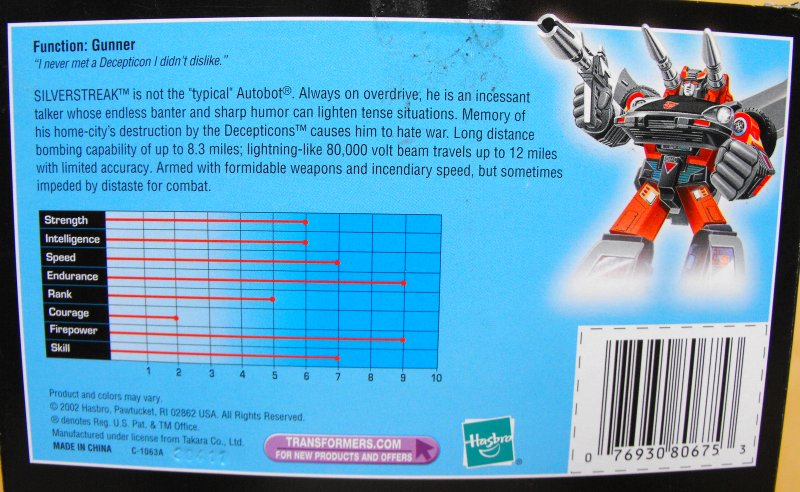 Function: Gunner
"I never met a Decepticon I didn't dislike."
SILVERSTREAK™ is not the "typical" Autobot®. Always on overdrive, he is an incessant
talker whose endless banter and sharp humor can lighten tense situations. Memory of
his home-city's destruction by the Decepticons™ causes him to hate war. Long distance
bombing capability of up to 8.3 miles; lightning-like 80,000 volt beam travels up to 12 miles
with limited accuracy. Armed with formidable weapons and incendiary speed, but sometimes
impeded by distaste for combat.
Strength
Intelligence
Speed
Endurance
Rank
Courage
Firepower
Skill
1 2 3 4 5 6 7 8 9 10
Product and colors may vary.
© 2002 Hasbro, Pawtucket, RI 02862 USA. All Rights Reserved.
® denotes Reg. U.S. Pat. & TM Office.
Manufactured under license from Takara Co., Ltd.
MADE IN CHINA C-1063A
TRANSFORMERS.COM
FOR NEW PRODUCTS AND OFFERS
Hasbro®
0 76930 80675 3